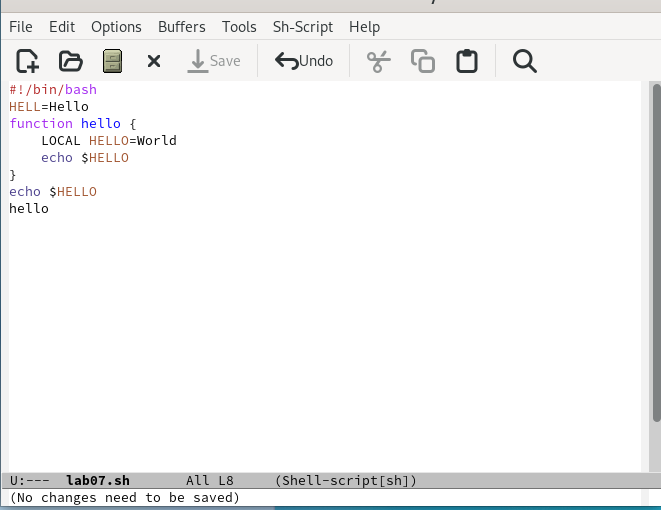 File Edit Options Buffers Tools Sh-Script Help
Save Undo
#!/bin/bash
HELL=Hello
function hello {
    LOCAL HELLO=World
    echo $HELLO
}
echo $HELLO
hello
U:--- lab07.sh All L8 (Shell-script[sh])
(No changes need to be saved)